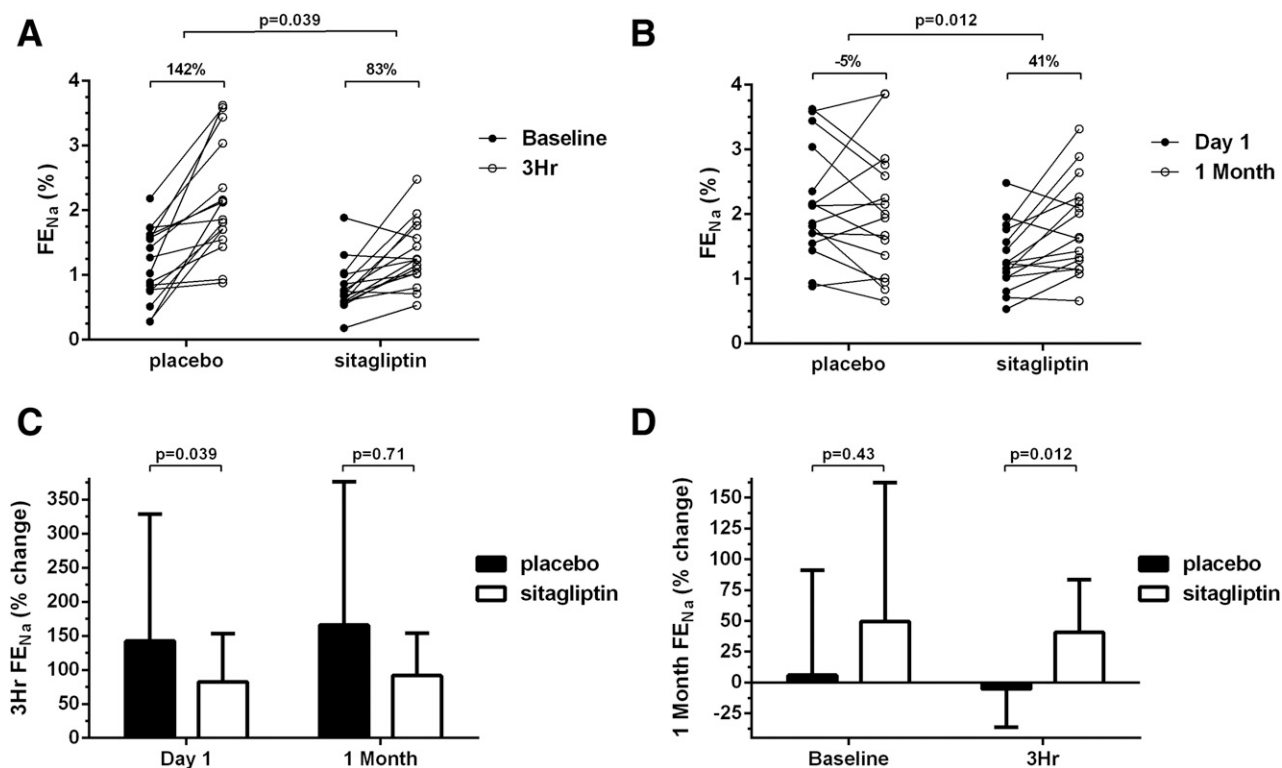 A
p=0.039
142%
83%
4
3
2
1
0
FENa (%)
Baseline
3Hr
placebo
sitagliptin
B
p=0.012
-5%
41%
4
3
2
1
0
FENa (%)
Day 1
1 Month
placebo
sitagliptin
C
p=0.039
p=0.71
350
300
250
200
150
100
50
0
3Hr FENa (% change)
placebo
sitagliptin
Day 1
1 Month
D
p=0.43
p=0.012
150
125
100
75
50
25
0
-25
1 Month FENa (% change)
placebo
sitagliptin
Baseline
3Hr